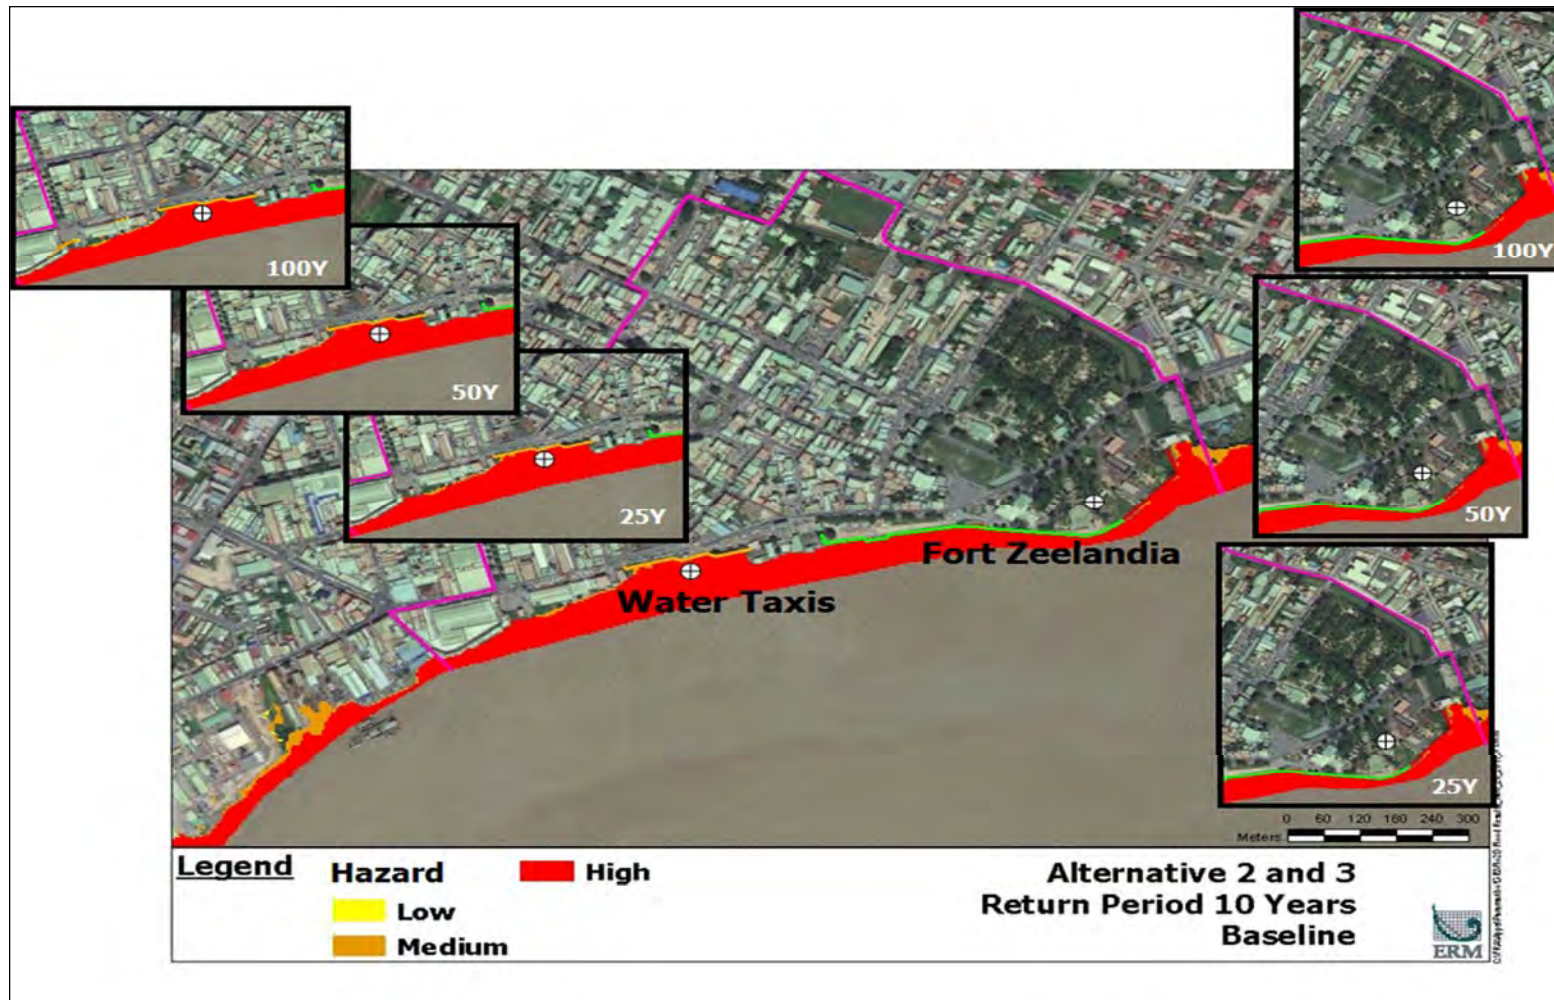 100Y
100Y
50Y
50Y
25Y
Fort Zeelandia
Water Taxis
25Y
0 60 120 180 240 300
Meters
Legend
Hazard
High
Low
Medium
Alternative 2 and 3
Return Period 10 Years
Baseline
ERM